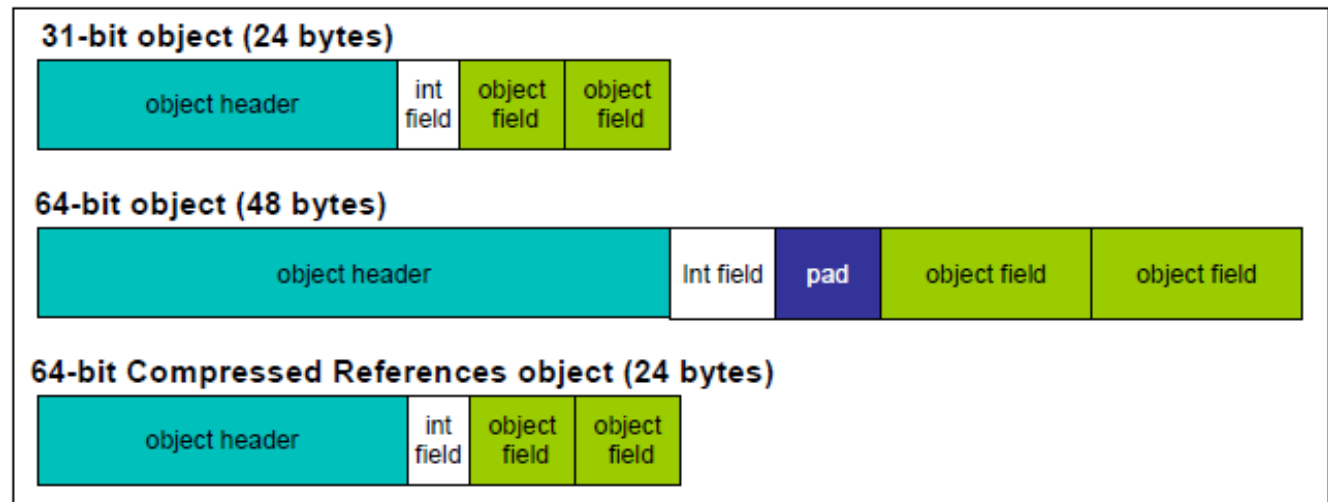 31-bit object (24 bytes)
object header
int
field
object
field
object
field
64-bit object (48 bytes)
object header
Int field
pad
object field
object field
64-bit Compressed References object (24 bytes)
object header
int
field
object
field
object
field